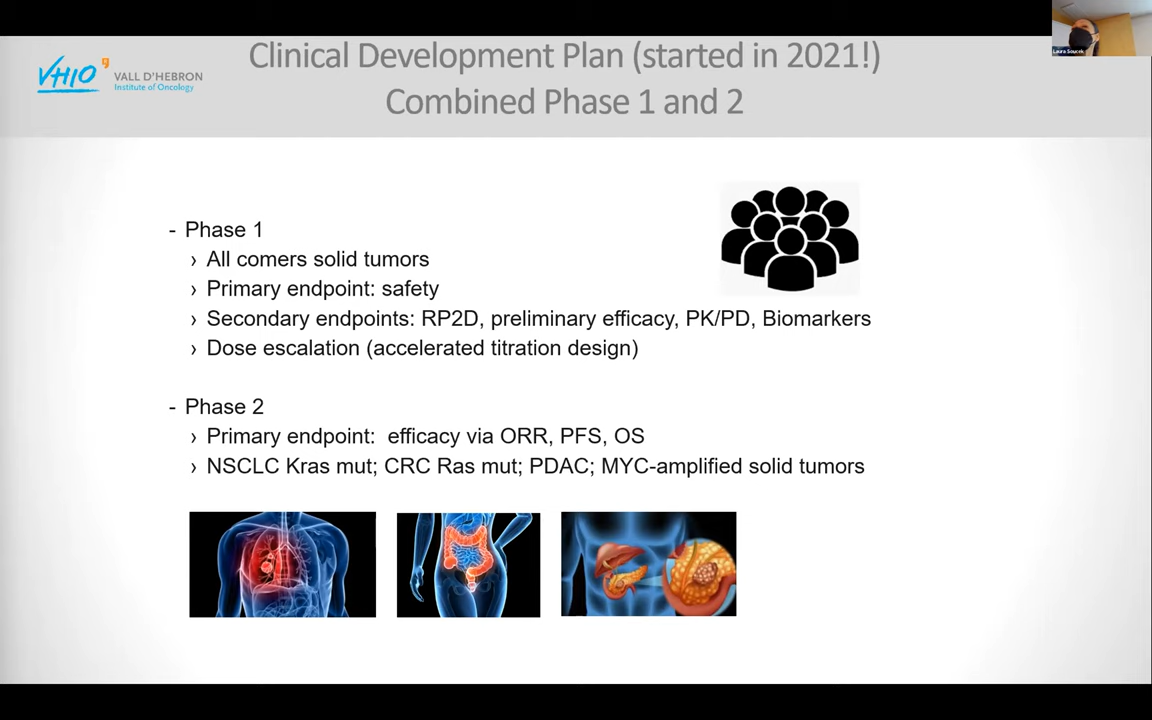 Clinical Development Plan (started in 2021!)
Combined Phase 1 and 2
VHIO
VALL D'HEBRON
Institute of Oncology
Laura Soucek
- Phase 1
› All comers solid tumors
› Primary endpoint: safety
› Secondary endpoints: RP2D, preliminary efficacy, PK/PD, Biomarkers
› Dose escalation (accelerated titration design)
- Phase 2
› Primary endpoint:  efficacy via ORR, PFS, OS
› NSCLC Kras mut; CRC Ras mut; PDAC; MYC-amplified solid tumors